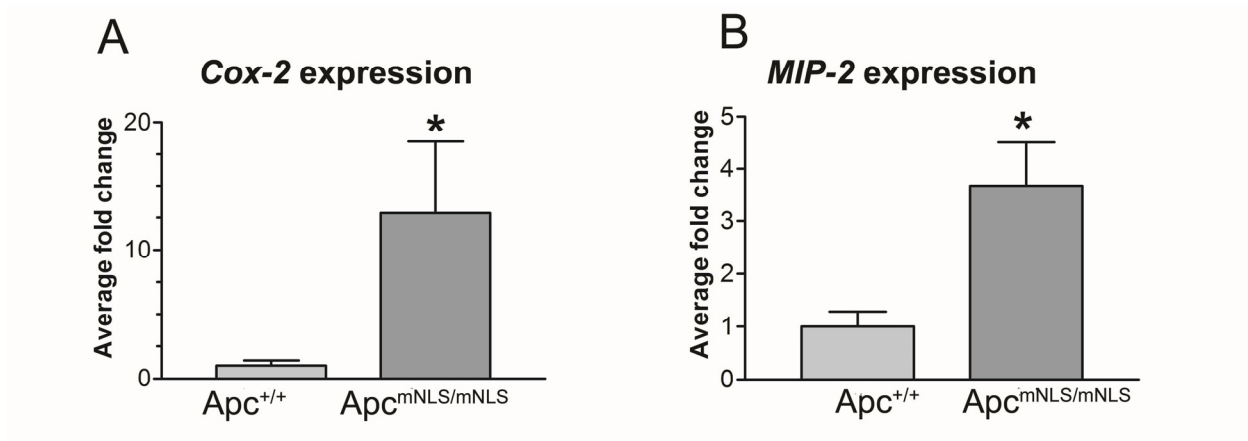 A
Cox-2 expression
Average fold change
20
10
0
*
Apc+/+
ApcmNLS/mNLS
B
MIP-2 expression
Average fold change
5
4
3
2
1
0
*
Apc+/+
ApcmNLS/mNLS